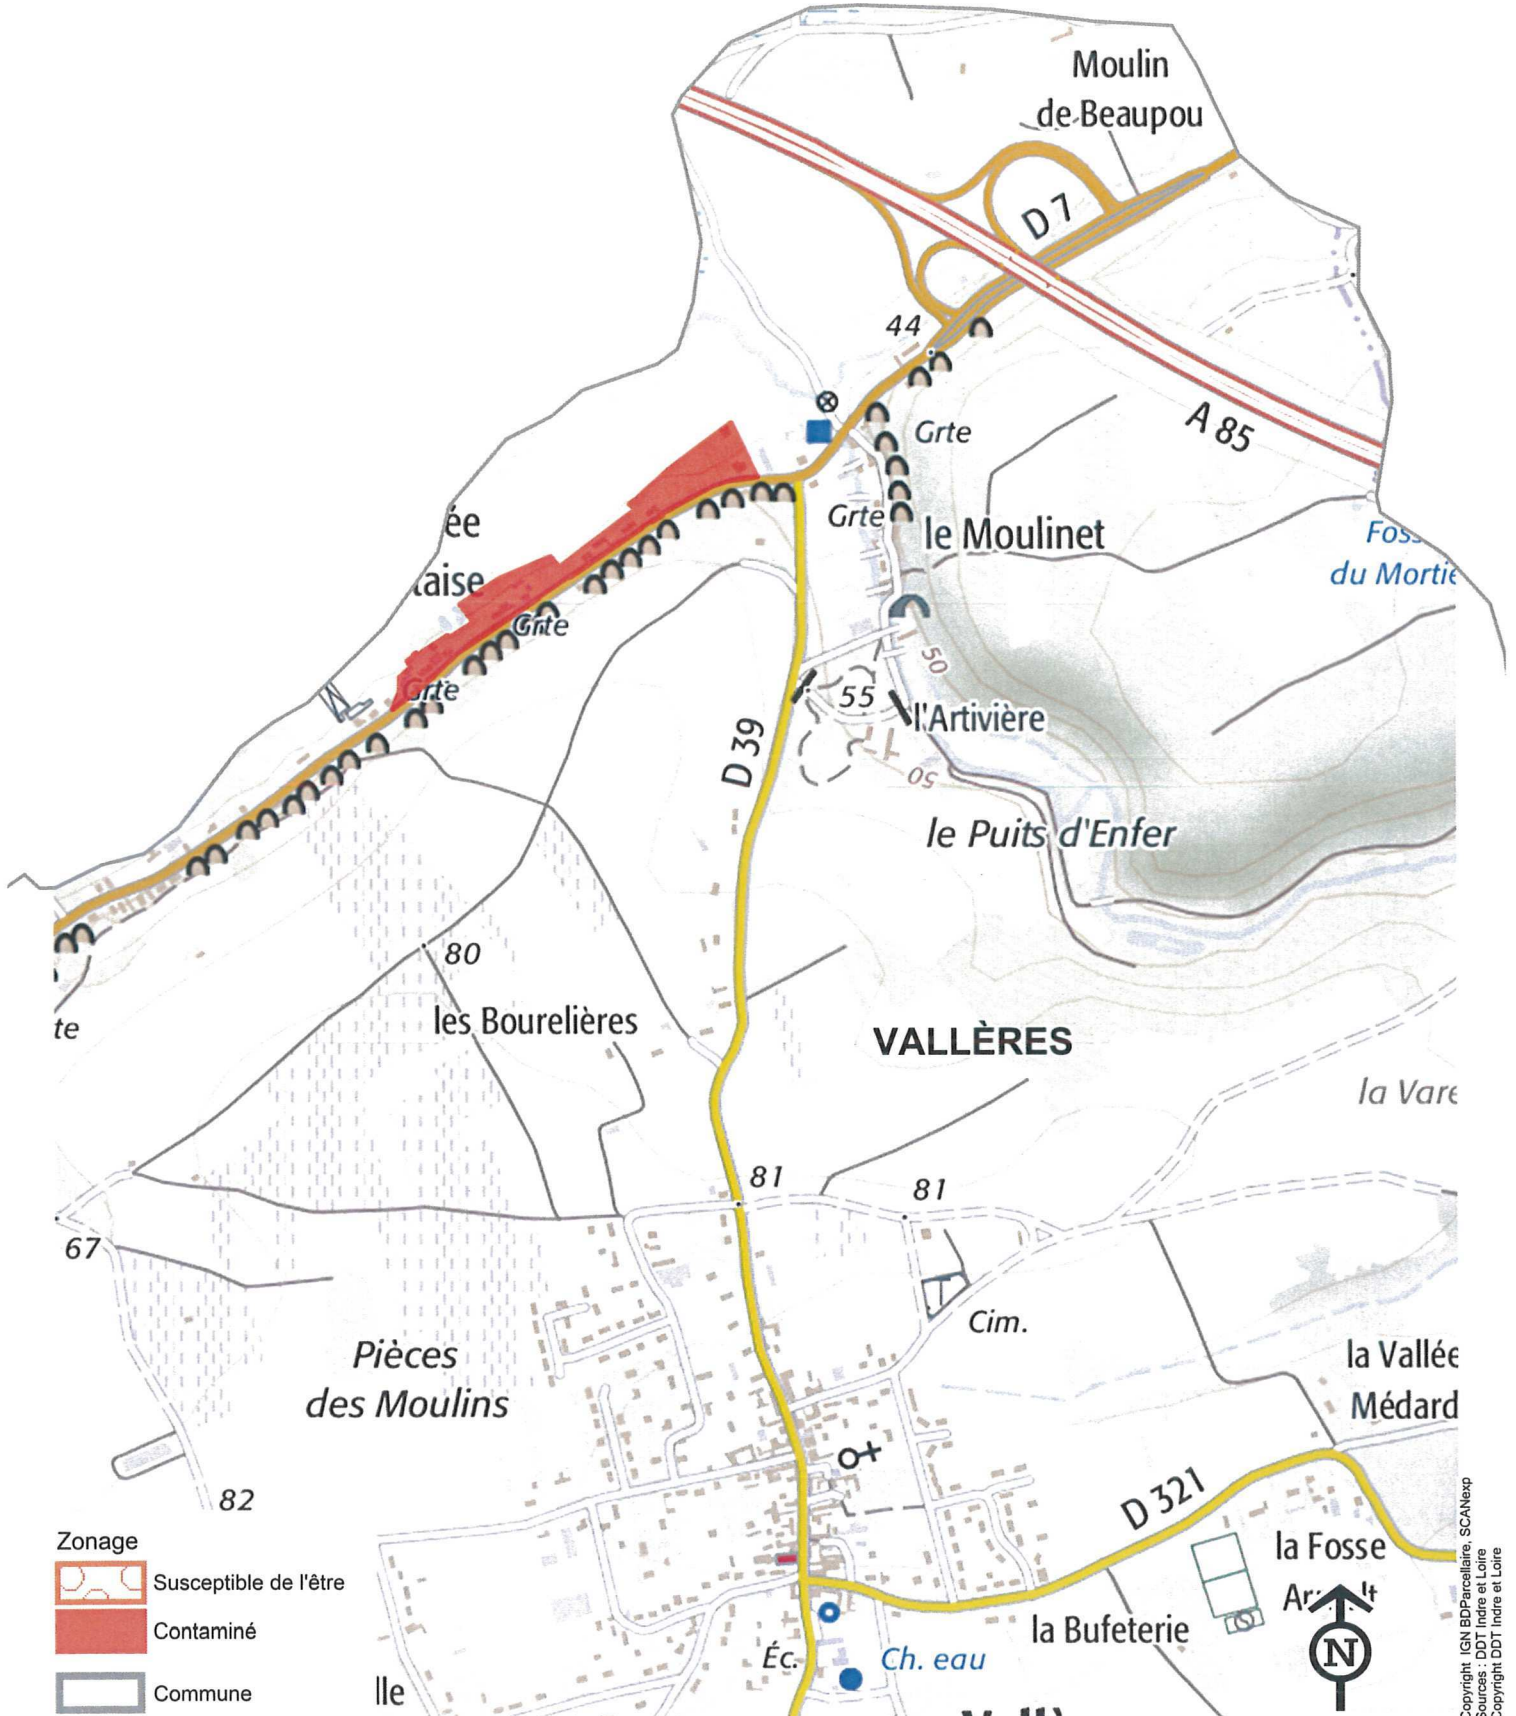 Moulin
de Beaupou
D 7
44
A 85
Grte
Grte
le Moulinet
Foss
du Mortie
ée
taise
Grte
Grte
50
55
l'Artivière
D 39
50
le Puits d'Enfer
80
les Bourelières
te
VALLÈRES
la Vare
81
81
67
Cim.
Pièces
des Moulins
la Vallée
Médard
82
D 321
Zonage
Susceptible de l'être
Contaminé
Commune
la Fosse
N
la Bufeterie
Éc.
Ch. eau
lle
Copyright IGN BDParcellaire, SCANexp
Sources : DDT Indre et Loire
Copyright DDT Indre et Loire